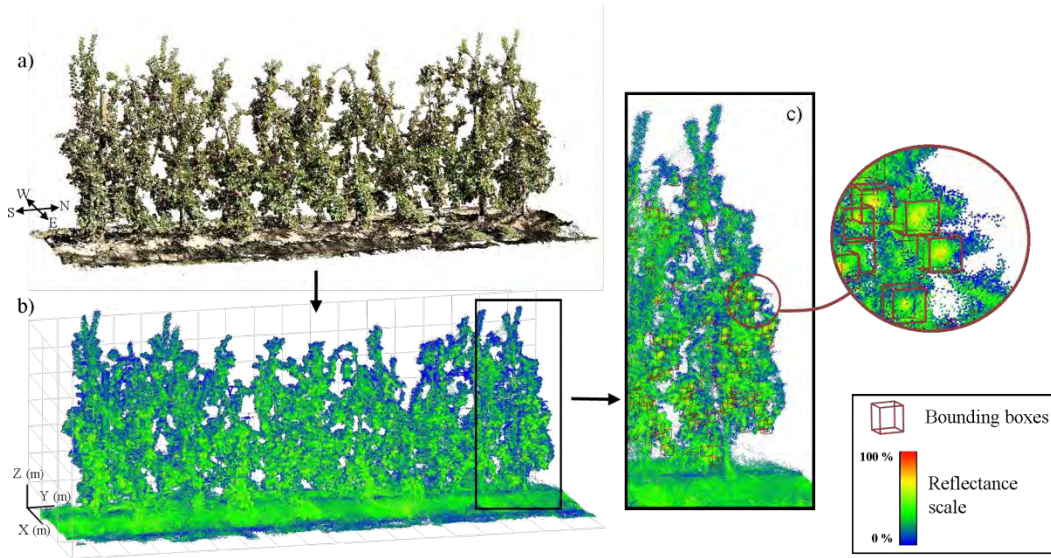 a)
W
S
N
E
b)
Z (m)
Y (m)
X (m)
c)
Bounding boxes
100 %
Reflectance
scale
0 %